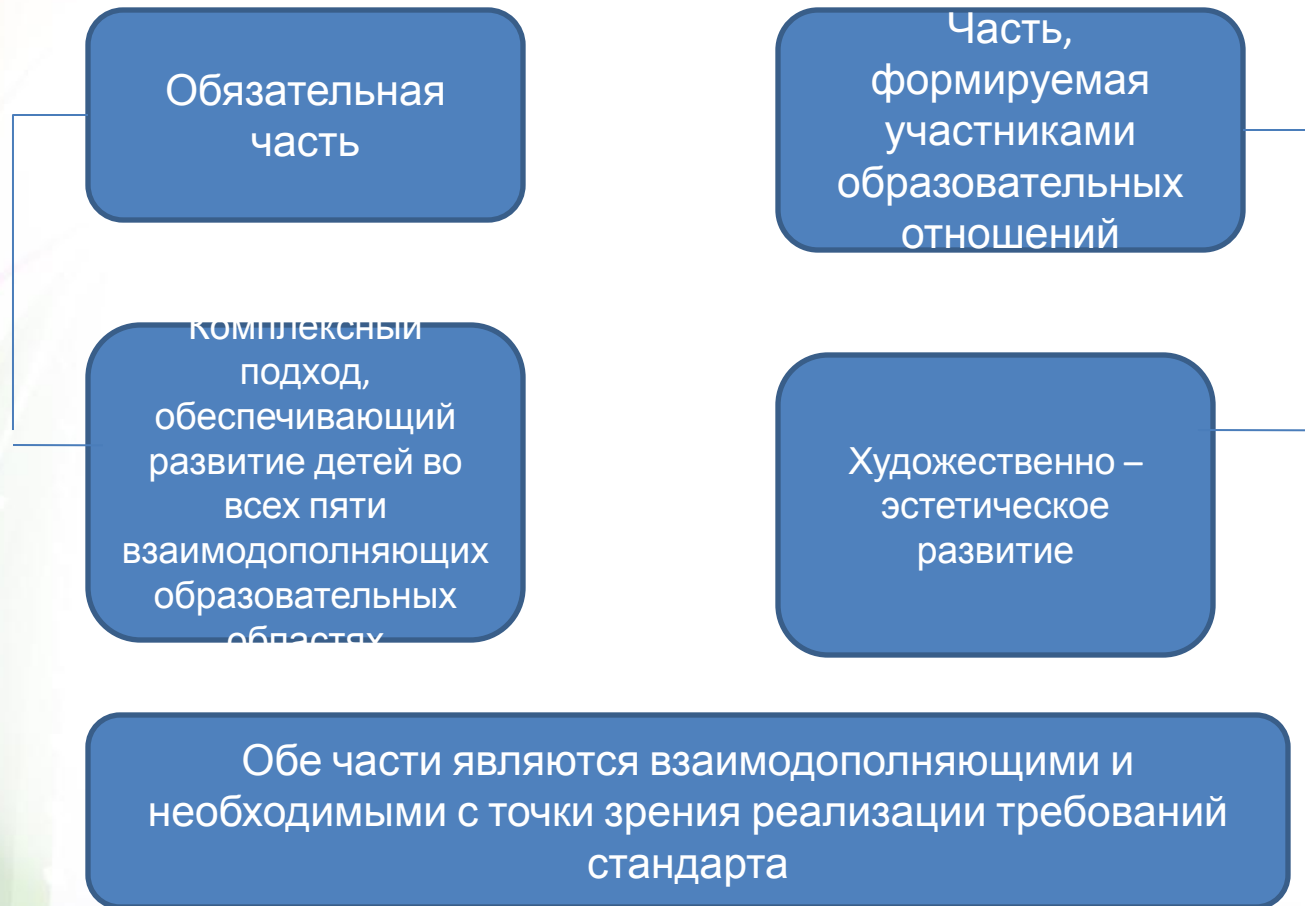 Обязательная
часть
Часть,
формируемая
участниками
образовательных
отношений
Комплексный
подход,
обеспечивающий
развитие детей во
всех пяти
взаимодополняющих
образовательных
областях
Художественно –
эстетическое
развитие
Обе части являются взаимодополняющими и
необходимыми с точки зрения реализации требований
стандарта